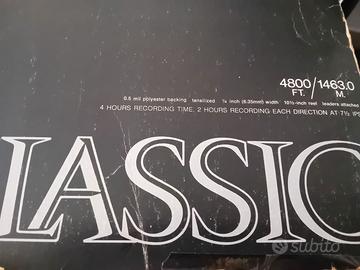 4800/1463.0
FT. M.
0.5 mil polyester backing tensilized ¼ inch (6.35mm) width 10½-inch reel leaders attached
4 HOURS RECORDING TIME. 2 HOURS RECORDING EACH DIRECTION AT 7½ IPS
LASSIC
subito